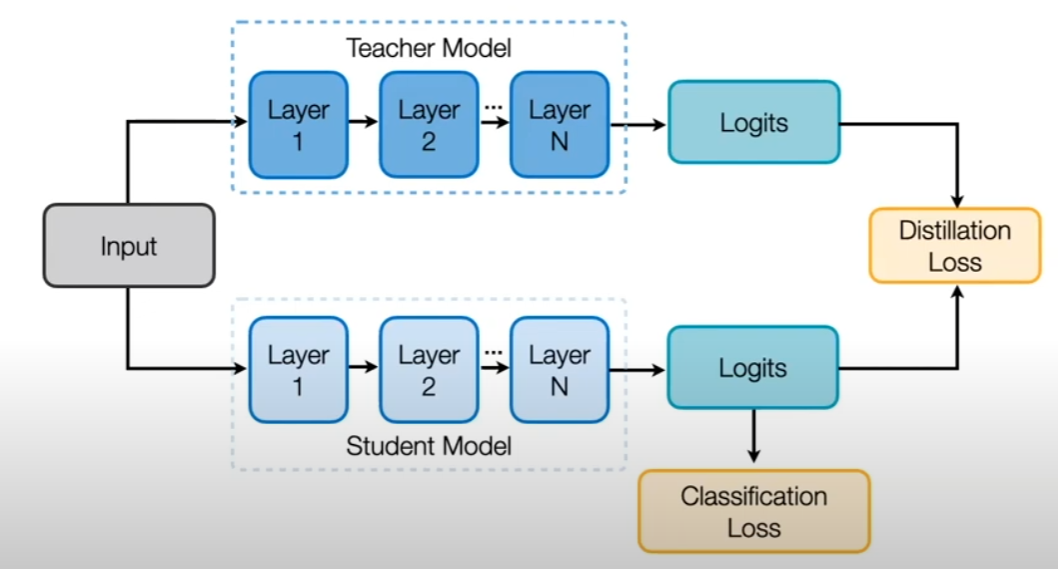 Teacher Model
Layer
1
Layer
2
...
Layer
N
Logits
Input
Distillation
Loss
Layer
1
Layer
2
...
Layer
N
Logits
Student Model
Classification
Loss